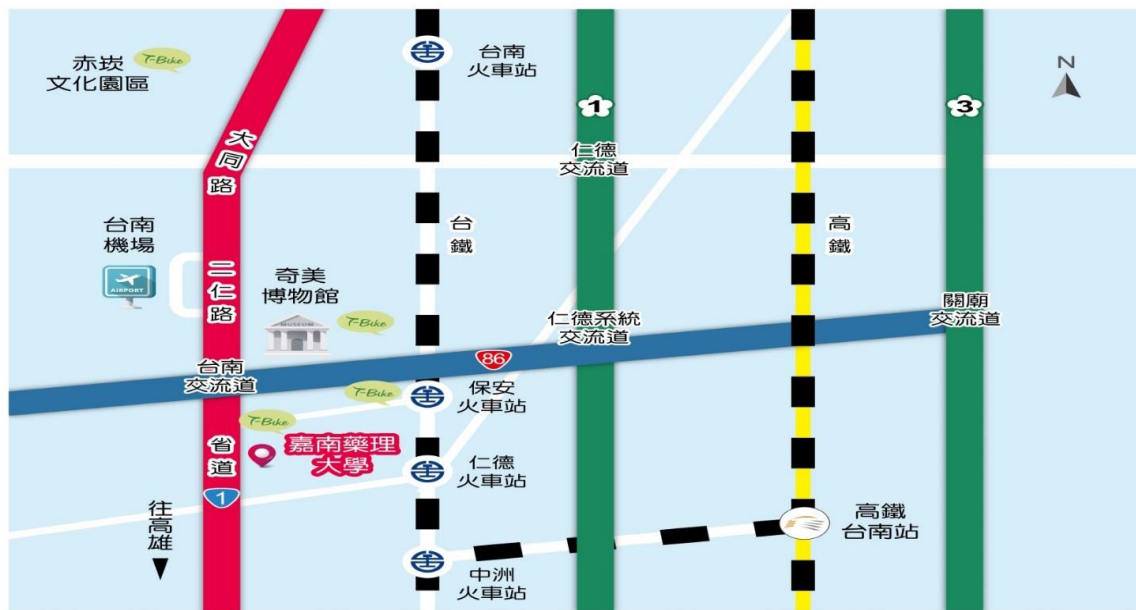 赤崁
文化園區
T-Bike
台南
火車站
N
1
3
大同路
仁德
交流道
台鐵
高鐵
台南
機場
AIRPORT
二仁路
奇美
博物館
MUSEUM
T-Bike
仁德系統
交流道
關廟
交流道
86
台南
交流道
T-Bike
保安
火車站
T-Bike
省道
嘉南藥理
大學
仁德
火車站
1
往高雄
高鐵
台南站
中洲
火車站